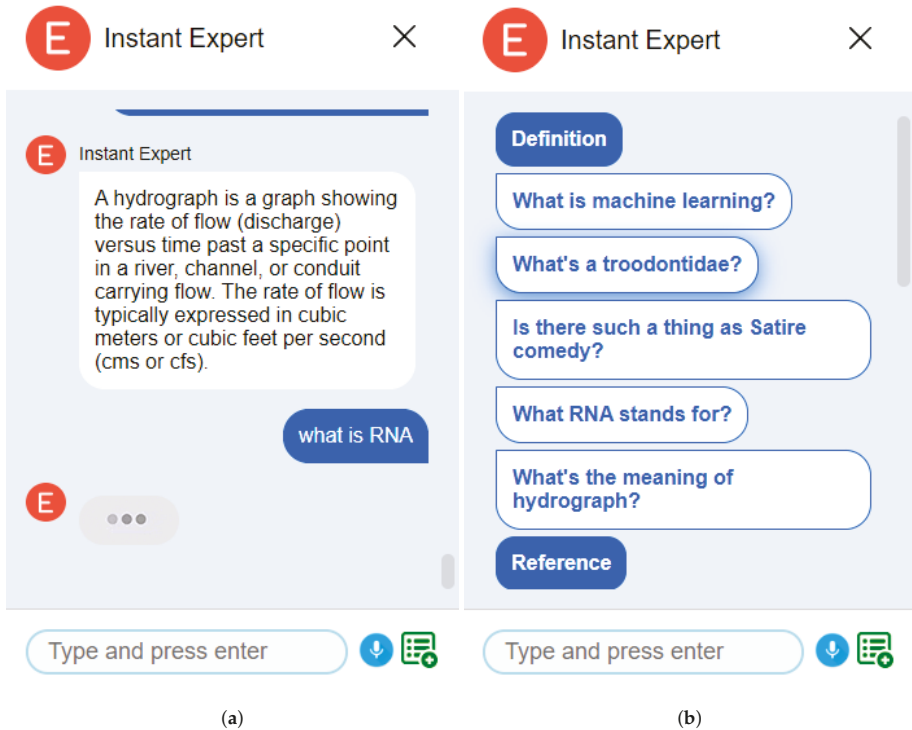 E Instant Expert
E Instant Expert
A hydrograph is a graph showing
the rate of flow (discharge)
versus time past a specific point
in a river, channel, or conduit
carrying flow. The rate of flow is
typically expressed in cubic
meters or cubic feet per second
(cms or cfs).
what is RNA
E
Type and press enter
(a)
E Instant Expert
Definition
What is machine learning?
What's a troodontidae?
Is there such a thing as Satire
comedy?
What RNA stands for?
What's the meaning of
hydrograph?
Reference
Type and press enter
(b)